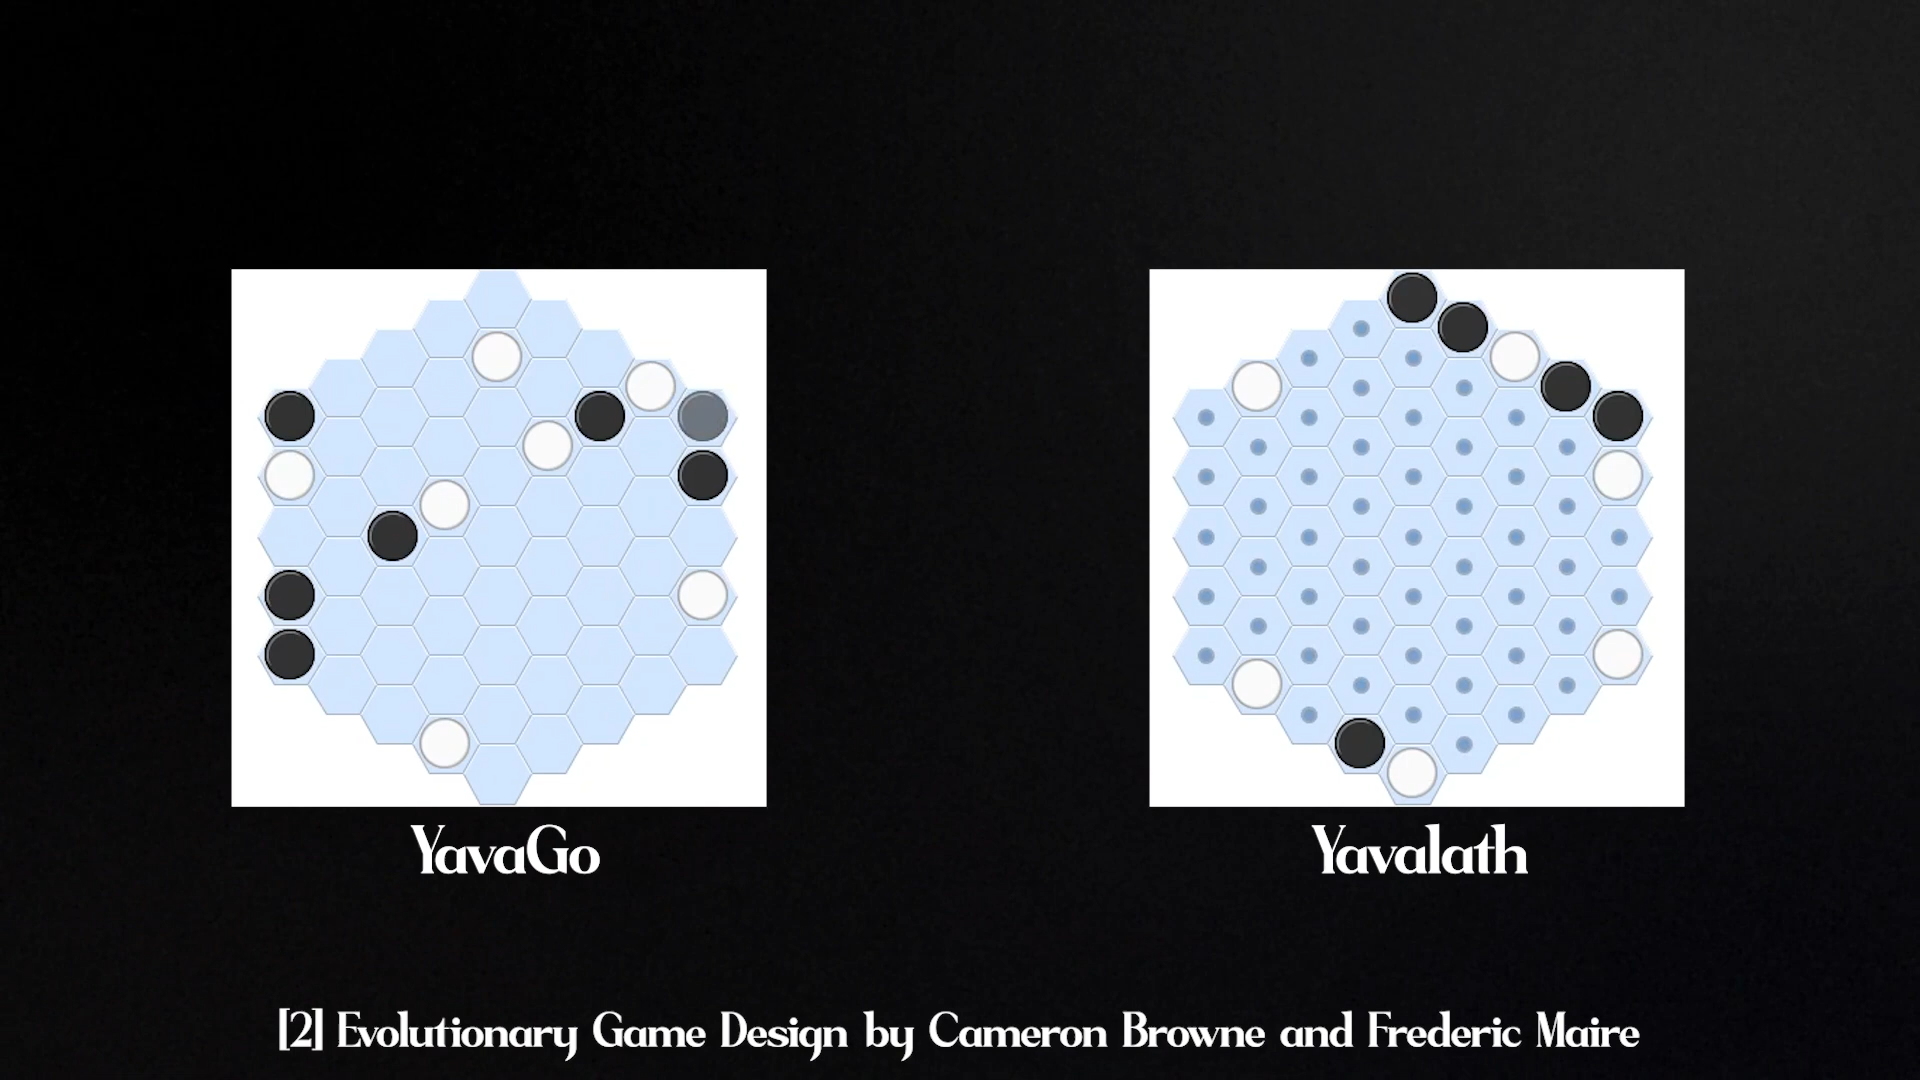 YavaGo
Yavalath
[2] Evolutionary Game Design by Cameron Browne and Frederic Maire